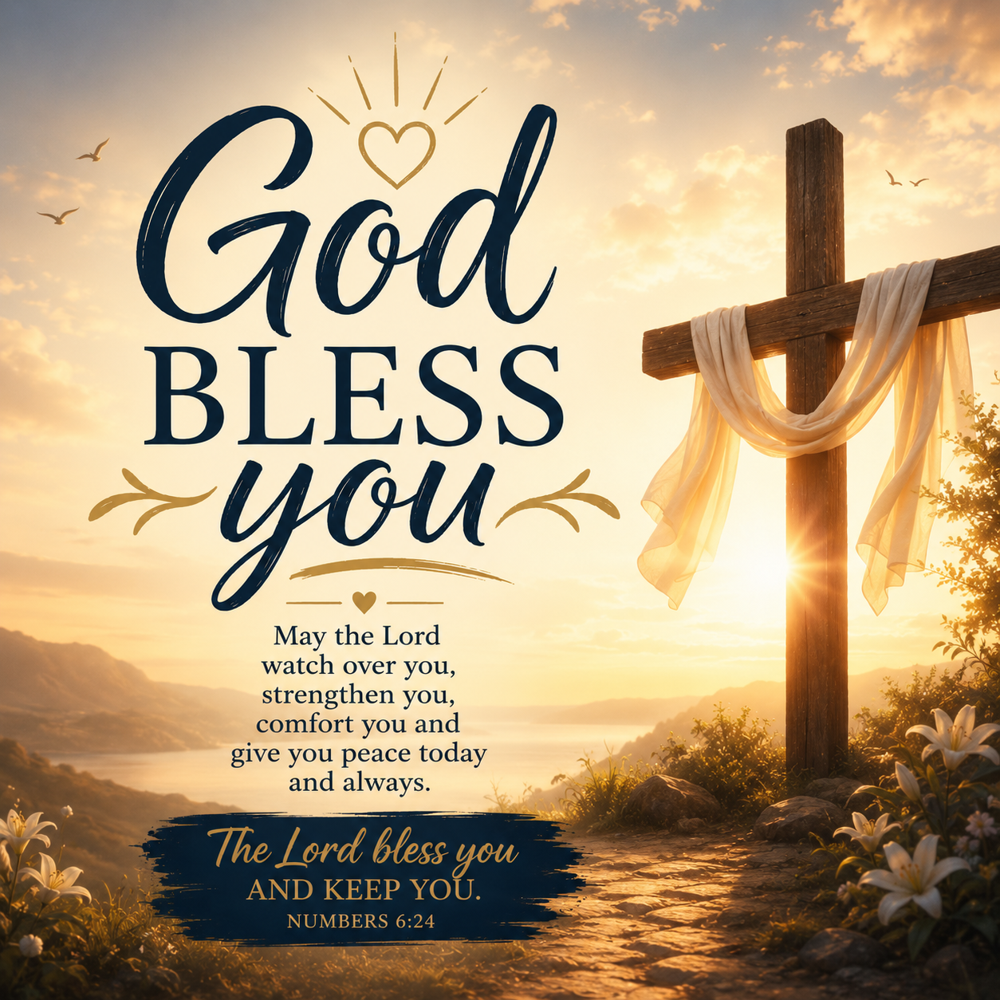 God
BLESS
you
May the Lord
watch over you,
strengthen you,
comfort you and
give you peace today
and always.
The Lord bless you
AND KEEP YOU.
NUMBERS 6:24